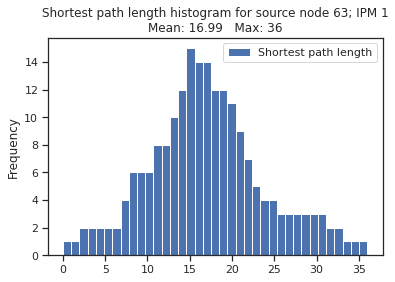 Shortest path length histogram for source node 63; IPM 1
Mean: 16.99   Max: 36
Shortest path length
Frequency
14
12
10
8
6
4
2
0
0 5 10 15 20 25 30 35